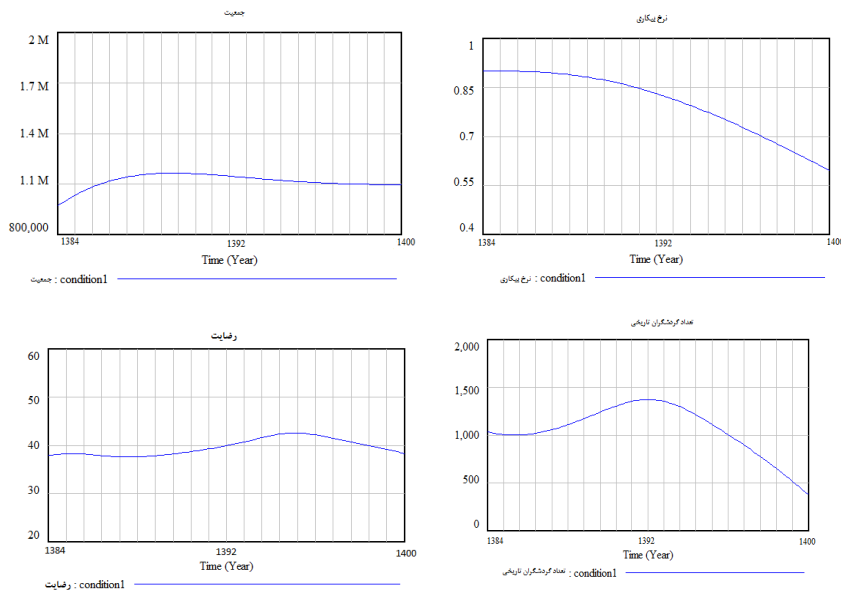 جمعیت
2 M
1.7 M
1.4 M
1.1 M
800,000
1384
1392
1400
Time (Year)
جمعیت : condition1
نرخ بیکاری
1
0.85
0.7
0.55
0.4
1384
1392
1400
Time (Year)
نرخ بیکاری : condition1
رضایت
60
50
40
30
20
1384
1392
1400
Time (Year)
رضایت : condition1
تعداد گردشگران تاریخی
2,000
1,500
1,000
500
0
1384
1392
1400
Time (Year)
تعداد گردشگران تاریخی : condition1